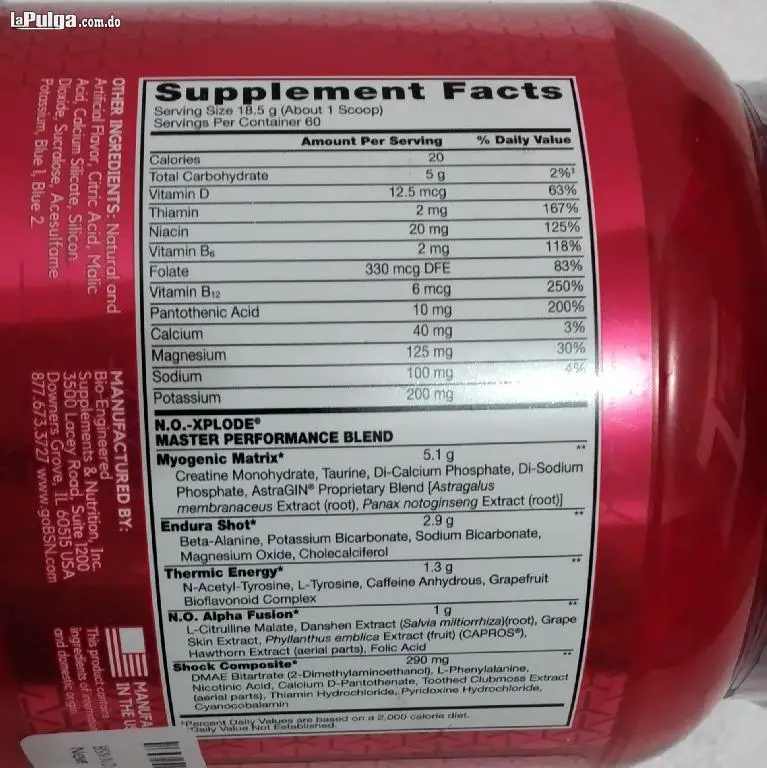 laPulga.com.do
Supplement Facts
Serving Size 18.5 g (About 1 Scoop)
Servings Per Container 60
Amount Per Serving % Daily Value
Calories 20
Total Carbohydrate 5 g 2%‡
Vitamin D 12.5 mcg 63%
Thiamin 2 mg 167%
Niacin 20 mg 125%
Vitamin B6 2 mg 118%
Folate 330 mcg DFE 83%
Vitamin B12 6 mcg 250%
Pantothenic Acid 10 mg 200%
Calcium 40 mg 3%
Magnesium 125 mg 30%
Sodium 100 mg 4%
Potassium 200 mg
N.O.-XPLODE®
MASTER PERFORMANCE BLEND
Myogenic Matrix* 5.1 g **
Creatine Monohydrate, Taurine, Di-Calcium Phosphate, Di-Sodium
Phosphate, AstraGIN® Proprietary Blend [Astragalus
membranaceus Extract (root), Panax notoginseng Extract (root)]
Endura Shot* 2.9 g **
Beta-Alanine, Potassium Bicarbonate, Sodium Bicarbonate,
Magnesium Oxide, Cholecalciferol
Thermic Energy* 1.3 g **
N-Acetyl-Tyrosine, L-Tyrosine, Caffeine Anhydrous, Grapefruit
Bioflavonoid Complex
N.O. Alpha Fusion* 1 g **
L-Citrulline Malate, Danshen Extract (Salvia miltiorrhiza)(root), Grape
Skin Extract, Phyllanthus emblica Extract (fruit) (CAPROS®),
Hawthorn Extract (aerial parts), Folic Acid
Shock Composite* 290 mg **
DMAE Bitartrate (2-Dimethylaminoethanol), L-Phenylalanine,
Nicotinic Acid, Calcium D-Pantothenate, Toothed Clubmoss Extract
(aerial parts), Thiamin Hydrochloride, Pyridoxine Hydrochloride,
Cyanocobalamin
‡Percent Daily Values are based on a 2,000 calorie diet.
**Daily Value Not Established.
OTHER INGREDIENTS: Natural and
Artificial Flavor, Citric Acid, Malic
Acid, Calcium Silicate, Silicon
Dioxide, Sucralose, Acesulfame
Potassium, Blue 1, Blue 2.
MANUFACTURED BY:
Bio-Engineered
Supplements & Nutrition, Inc.
3500 Lacey Road, Suite 1200
Downers Grove, IL 60515 USA
877.673.3727 www.goBSN.com
MANUFA
IN THE U
This product contains
ingredients of
and domestic